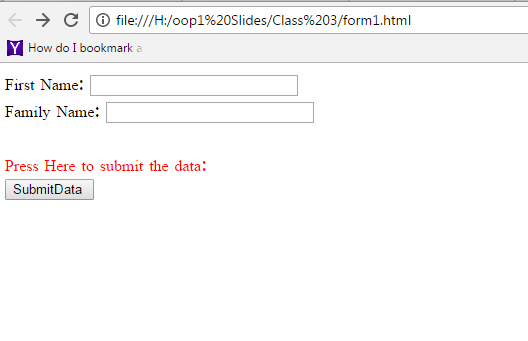 file:///H:/oop1%20Slides/Class%203/form1.html
Y How do I bookmark a
First Name:
Family Name:
Press Here to submit the data:
SubmitData